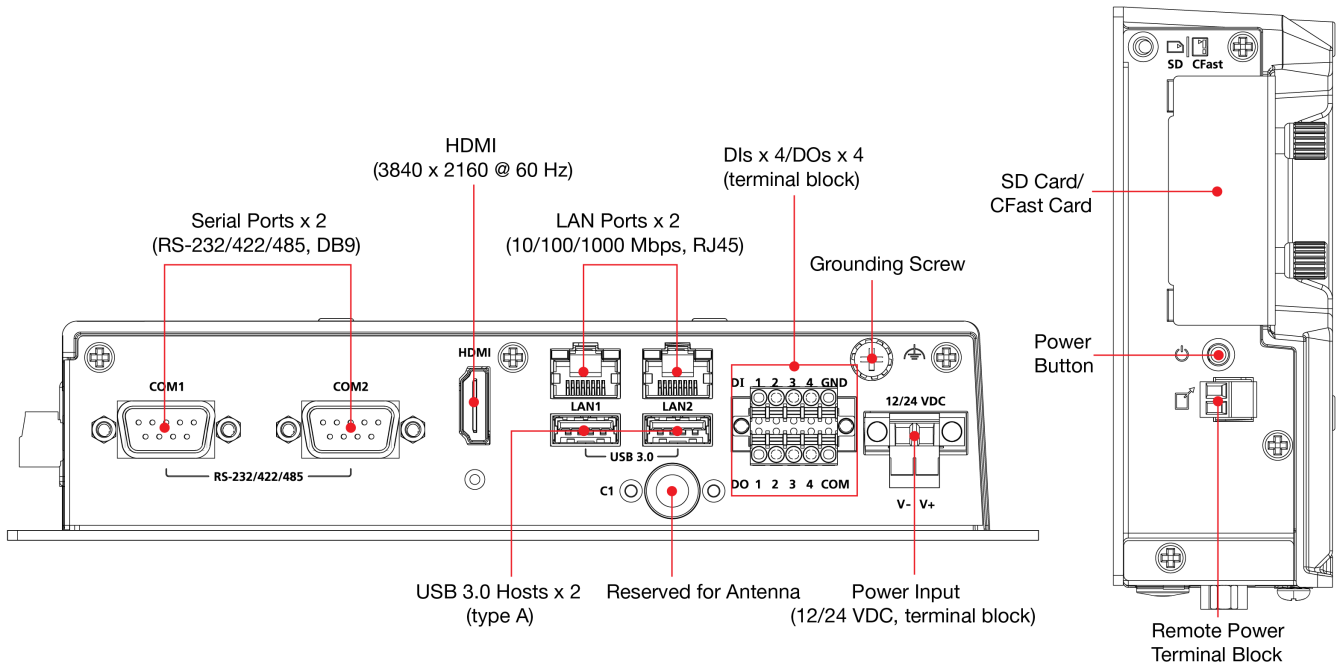 HDMI
(3840 x 2160 @ 60 Hz)
Serial Ports x 2
(RS-232/422/485, DB9)
LAN Ports x 2
(10/100/1000 Mbps, RJ45)
DIs x 4/DOs x 4
(terminal block)
Grounding Screw
HDMI
COM1
COM2
RS-232/422/485
LAN1
LAN2
USB 3.0
C1
DI 1 2 3 4 GND
DO 1 2 3 4 COM
12/24 VDC
V- V+
USB 3.0 Hosts x 2
(type A)
Reserved for Antenna
Power Input
(12/24 VDC, terminal block)
SD CFast
SD Card/
CFast Card
Power
Button
Remote Power
Terminal Block